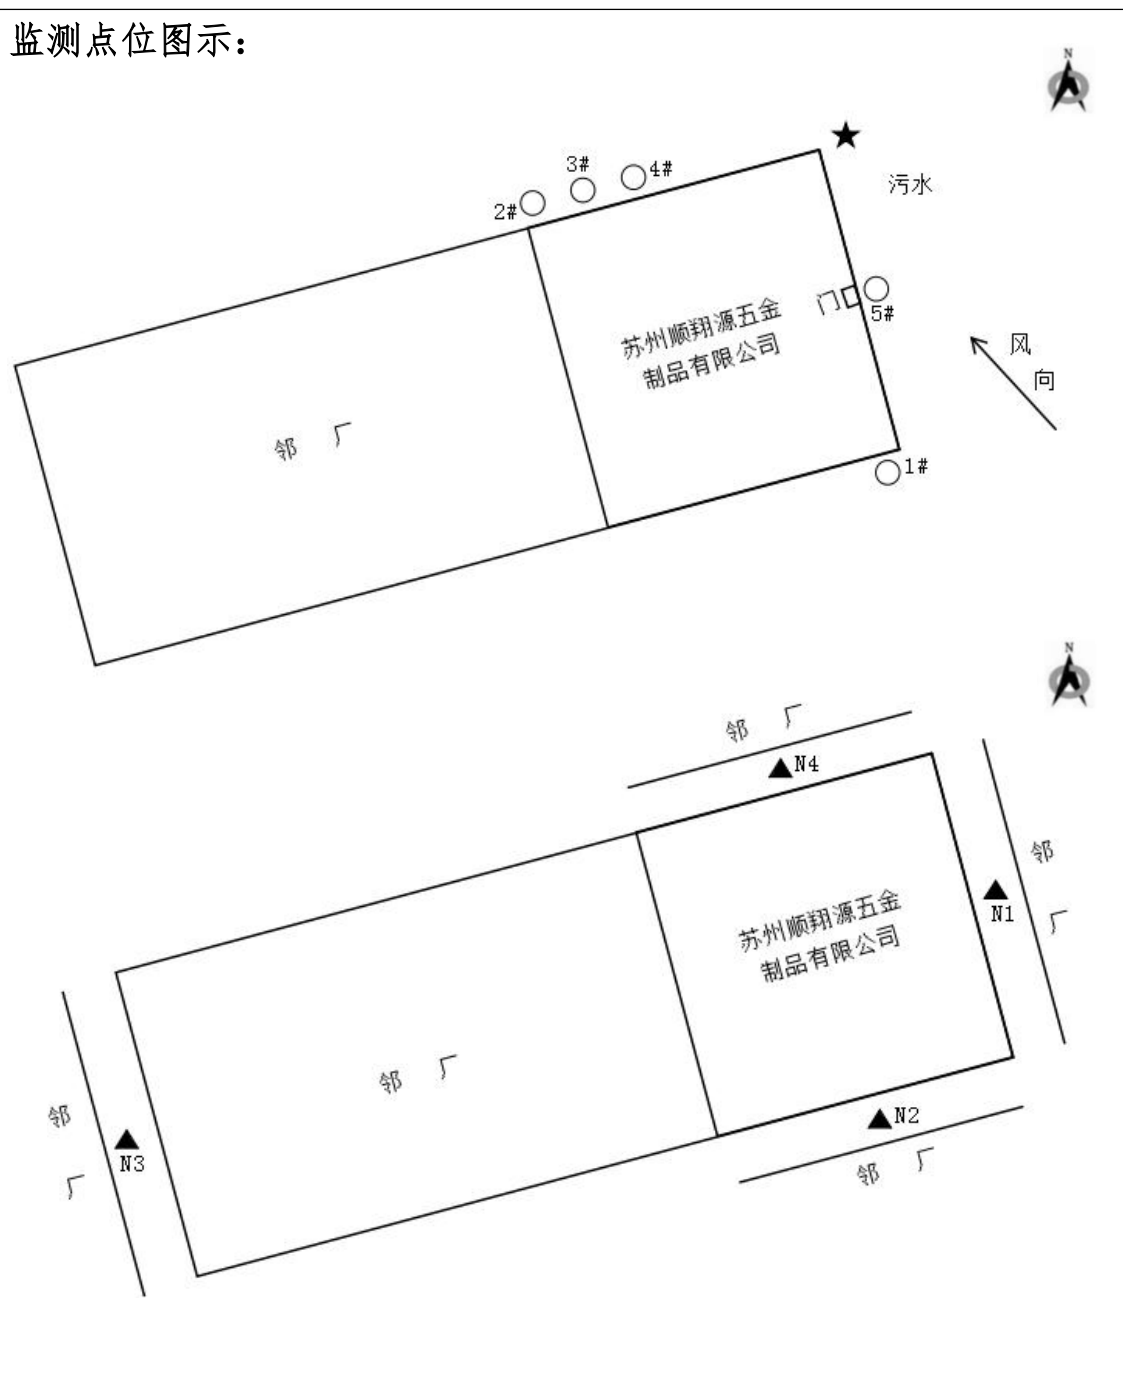 监测点位图示：
N
★
污水
3#
4#
2#
门
5#
苏州顺翔源五金
制品有限公司
风
向
邻 厂
1#
N
邻 厂
N4
邻
厂
苏州顺翔源五金
制品有限公司
N1
邻 厂
邻
厂
N3
N2
邻 厂